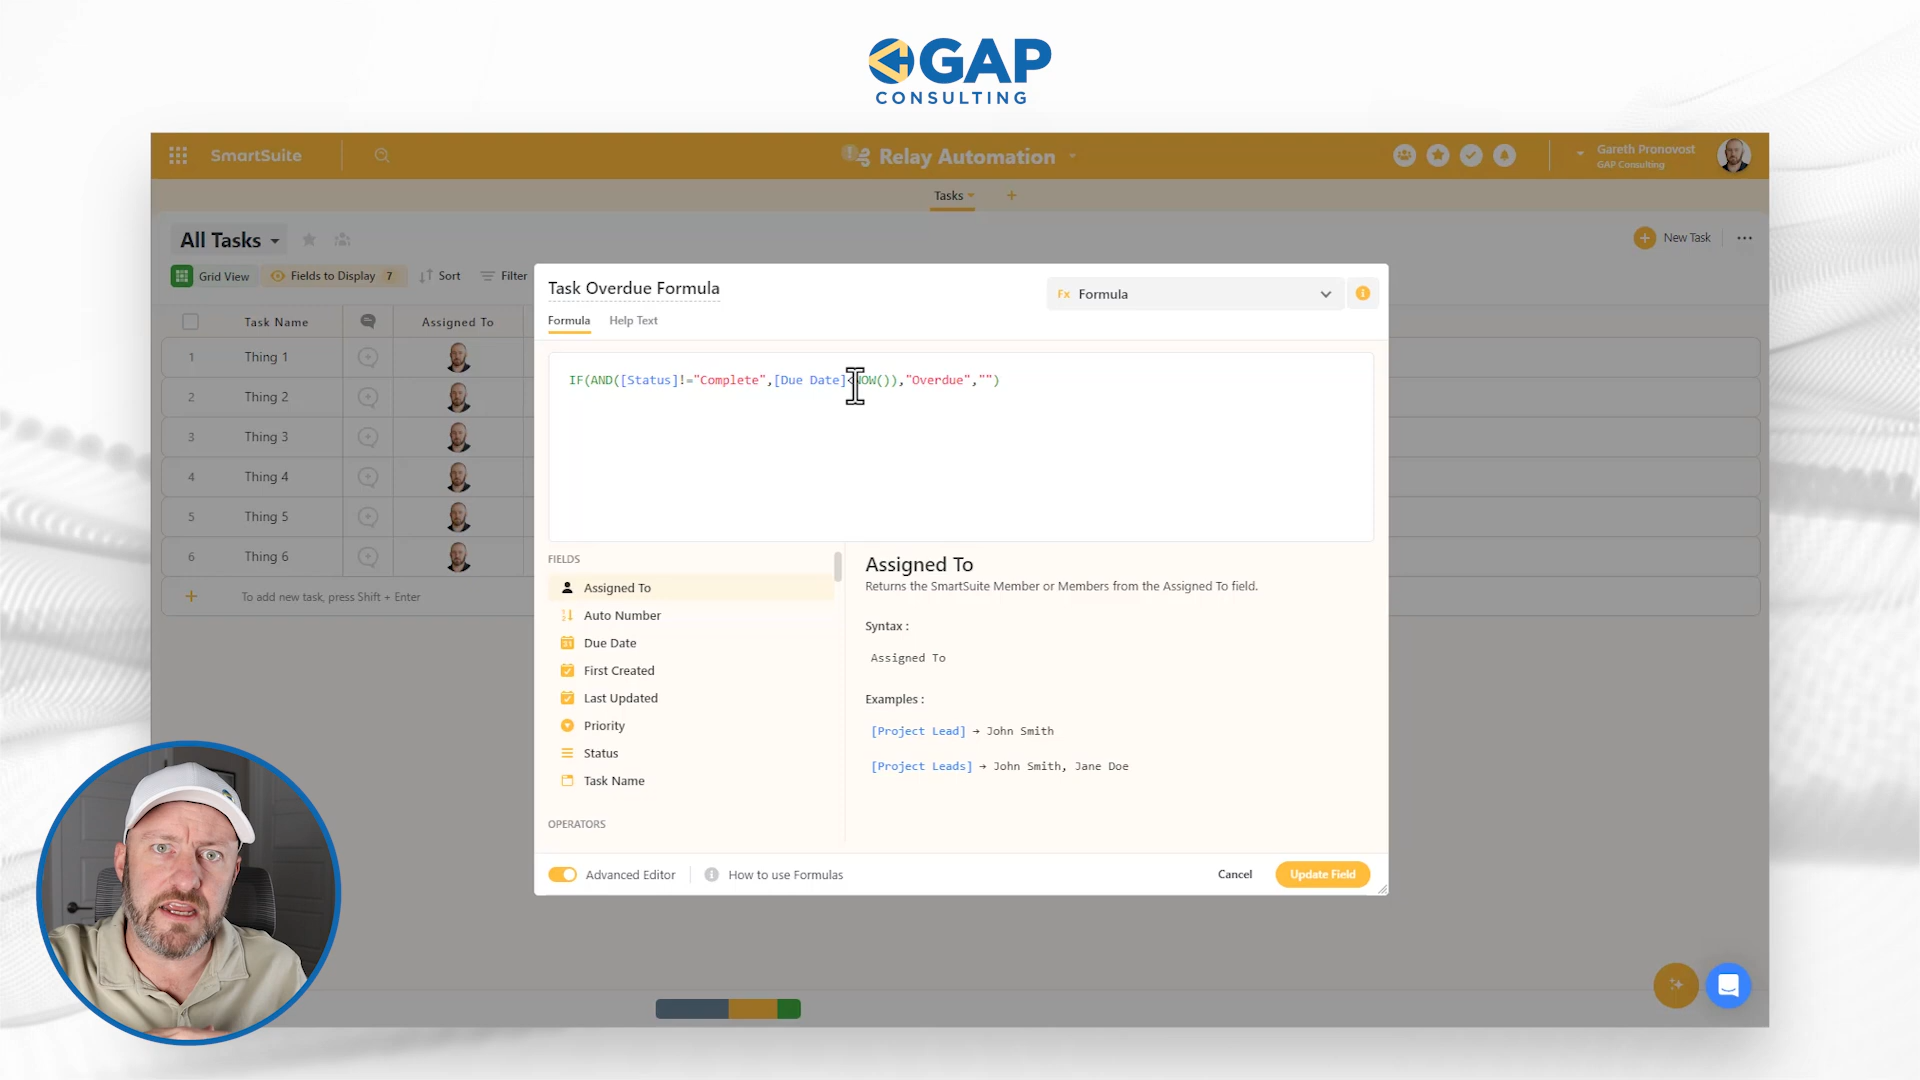 GAP
CONSULTING
SmartSuite
Relay Automation
Gareth Pronovost
GAP Consulting
Tasks
All Tasks
New Task
Grid View
Fields to Display 7
Sort
Filter
Task Name
Assigned To
1 Thing 1
2 Thing 2
3 Thing 3
4 Thing 4
5 Thing 5
6 Thing 6
To add new task, press Shift + Enter
Task Overdue Formula
Fx Formula
Formula
Help Text
IF(AND([Status]!="Complete",[Due Date]<NOW()),"Overdue","")
FIELDS
Assigned To
Auto Number
Due Date
First Created
Last Updated
Priority
Status
Task Name
OPERATORS
Assigned To
Returns the SmartSuite Member or Members from the Assigned To field.
Syntax :
Assigned To
Examples :
[Project Lead] → John Smith
[Project Leads] → John Smith, Jane Doe
Advanced Editor
How to use Formulas
Cancel
Update Field